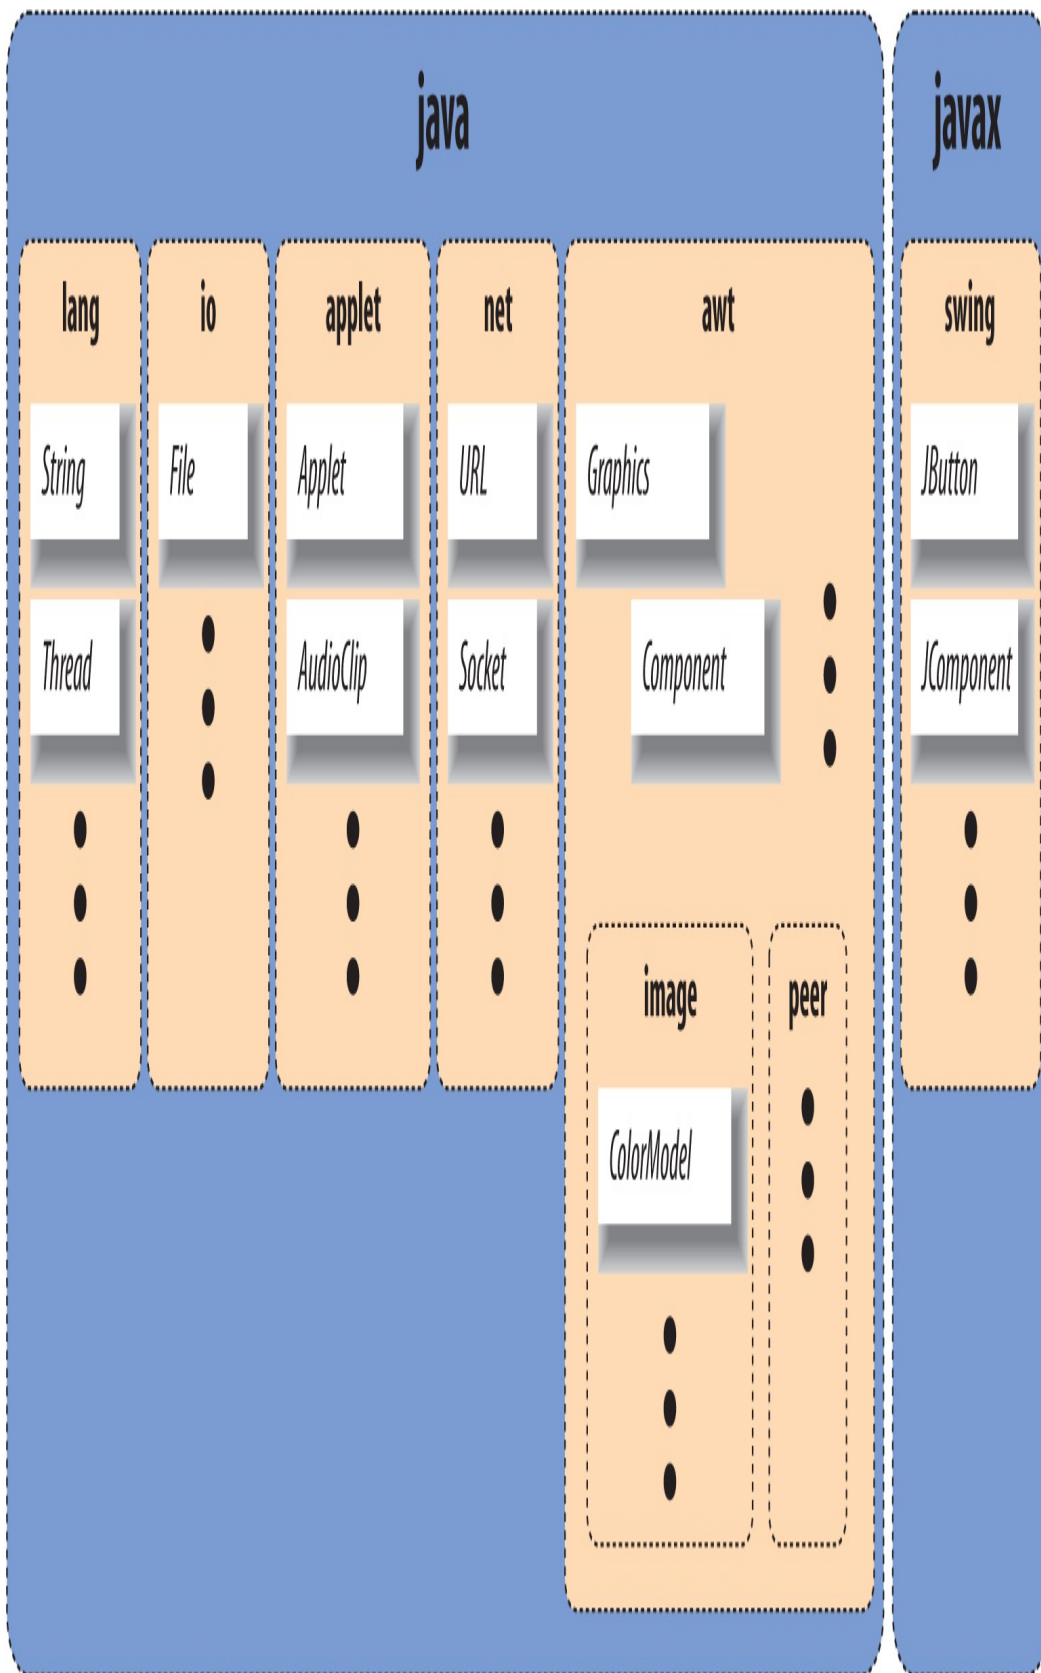 java
javax
lang
io
applet
net
awt
swing
String
File
Applet
URL
Graphics
JButton
Thread
AudioClip
Socket
Component
JComponent
image
peer
ColorModel